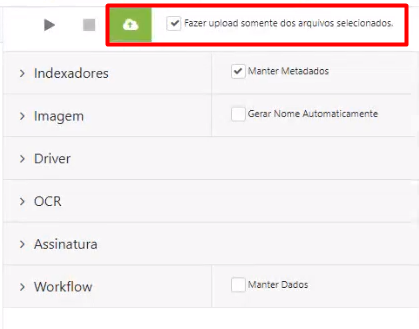 Fazer upload somente dos arquivos selecionados.
Indexadores
Manter Metadados
Imagem
Gerar Nome Automaticamente
Driver
OCR
Assinatura
Workflow
Manter Dados